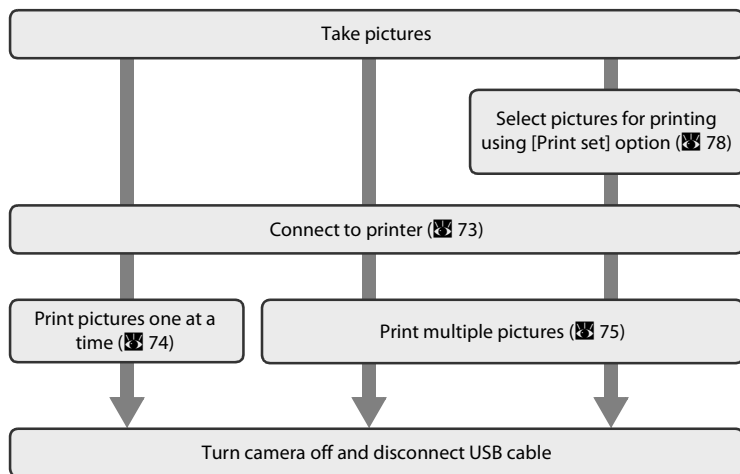 Take pictures
Select pictures for printing
using [Print set] option (78)
Connect to printer (73)
Print pictures one at a
time (74)
Print multiple pictures (75)
Turn camera off and disconnect USB cable